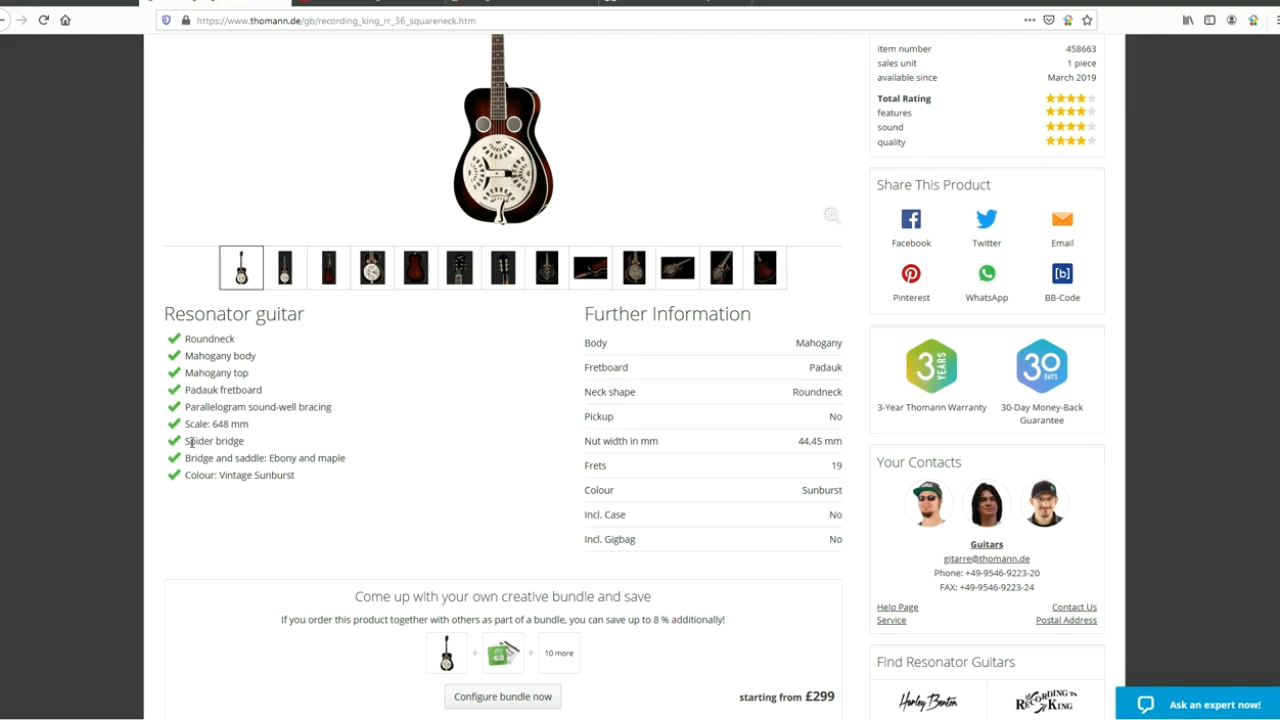 https://www.thomann.de/gb/recording_king_rr_36_squareneck.htm
item number 458663
sales unit 1 piece
available since March 2019
Total Rating
features
sound
quality
Share This Product
Facebook Twitter Email
Pinterest WhatsApp BB-Code
3 YEARS 30 DAYS
3-Year Thomann Warranty 30-Day Money-Back Guarantee
Your Contacts
Guitars
gitarre@thomann.de
Phone: +49-9546-9223-20
FAX: +49-9546-9223-24
Help Page Contact Us
Service Postal Address
Find Resonator Guitars
Harley Benton RECORDING KING
Resonator guitar
Roundneck
Mahogany body
Mahogany top
Padauk fretboard
Parallelogram sound-well bracing
Scale: 648 mm
Spider bridge
Bridge and saddle: Ebony and maple
Colour: Vintage Sunburst
Further Information
Body Mahogany
Fretboard Padauk
Neck shape Roundneck
Pickup No
Nut width in mm 44.45 mm
Frets 19
Colour Sunburst
Incl. Case No
Incl. Gigbag No
Come up with your own creative bundle and save
If you order this product together with others as part of a bundle, you can save up to 8 % additionally!
+ + 10 more
Configure bundle now starting from £299
Ask an expert now!